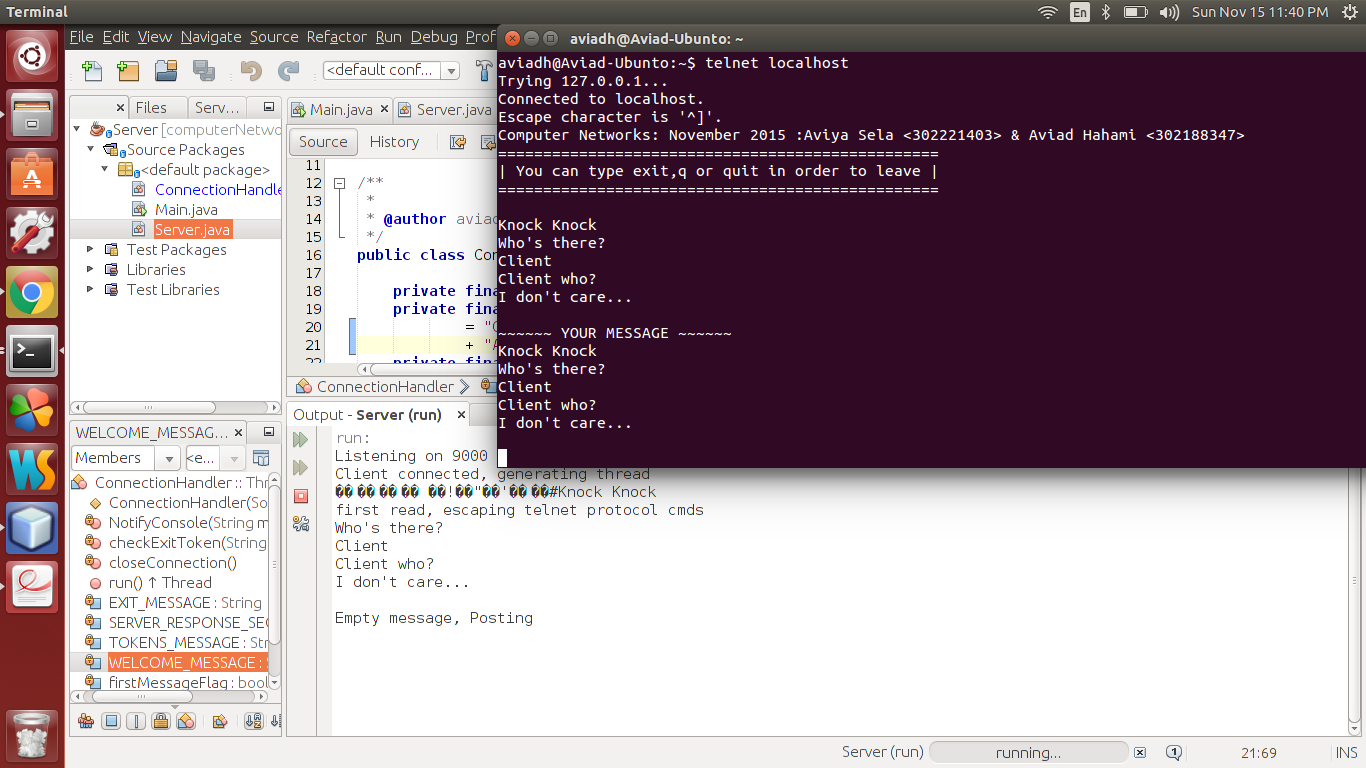 Terminal
En
Sun Nov 15 11:40 PM
File Edit View Navigate Source Refactor Run Debug Prof
<default conf...
Files
Serv...
Server [computerNetwo
Source Packages
<default package>
ConnectionHandle
Main.java
Server.java
Test Packages
Libraries
Test Libraries
Main.java
Server.java
Source
History
11
12 /**
13 *
14 * @author aviad
15 */
16 public class Con
17
18 private fina
19 private fina
20 = "C
21 + "A
22 private fina
ConnectionHandler
aviadh@Aviad-Ubunto: ~
aviadh@Aviad-Ubunto:~$ telnet localhost
Trying 127.0.0.1...
Connected to localhost.
Escape character is '^]'.
Computer Networks: November 2015 :Aviya Sela <302221403> & Aviad Hahami <302188347>
=================================================
| You can type exit,q or quit in order to leave |
=================================================
Knock Knock
Who's there?
Client
Client who?
I don't care...
~~~~~~ YOUR MESSAGE ~~~~~~
Knock Knock
Who's there?
Client
Client who?
I don't care...
WELCOME_MESSAG...
Members
<e...
ConnectionHandler :: Thr
ConnectionHandler(So
NotifyConsole(String m
checkExitToken(String
closeConnection()
run() ↑ Thread
EXIT_MESSAGE : String
SERVER_RESPONSE_SEC
TOKENS_MESSAGE : Str
WELCOME_MESSAGE : S
firstMessageFlag : bool
Output - Server (run)
run:
Listening on 9000
Client connected, generating thread
�� �� �� �� ��!��"��'�� ��#Knock Knock
first read, escaping telnet protocol cmds
Who's there?
Client
Client who?
I don't care...
Empty message, Posting
Server (run)
running...
1
21:69
INS